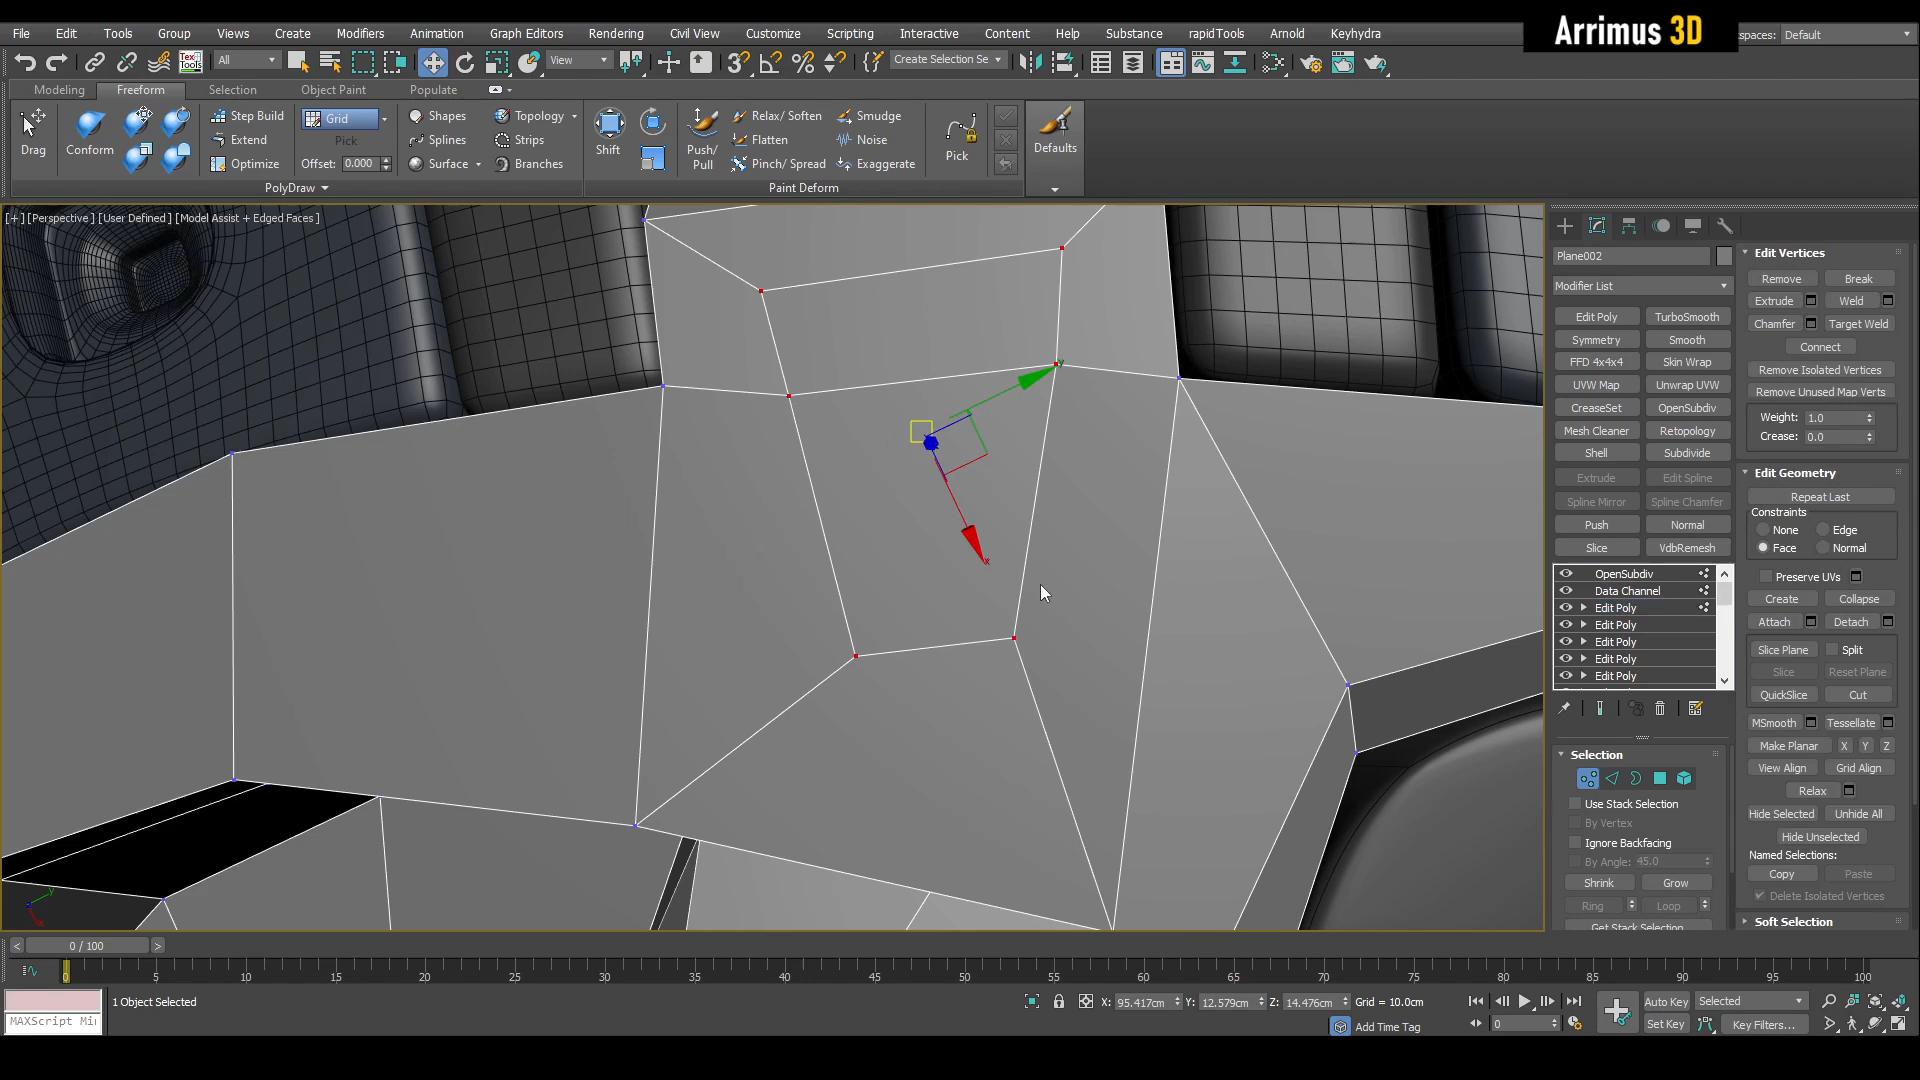 Arrimus 3D
File Edit Tools Group Views Create Modifiers Animation Graph Editors Rendering Civil View Customize Scripting Interactive Content Help Substance rapidTools Arnold Keyhydra
spaces: Default
Tex Tools
All
View
Create Selection Se
Modeling Freeform Selection Object Paint Populate
Drag
Conform
Step Build
Extend
Optimize
Grid
Pick
Offset: 0.000
Shapes
Splines
Surface
Topology
Strips
Branches
PolyDraw
Shift
Push/
Pull
Relax/ Soften
Flatten
Pinch/ Spread
Smudge
Noise
Exaggerate
Paint Deform
Pick
Defaults
[+] [Perspective ] [User Defined ] [Model Assist + Edged Faces ]
y
x
Plane002
Modifier List
Edit Poly TurboSmooth
Symmetry Smooth
FFD 4x4x4 Skin Wrap
UVW Map Unwrap UVW
CreaseSet OpenSubdiv
Mesh Cleaner Retopology
Shell Subdivide
Extrude Edit Spline
Spline Mirror Spline Chamfer
Push Normal
Slice VdbRemesh
OpenSubdiv
Data Channel
Edit Poly
Edit Poly
Edit Poly
Edit Poly
Edit Poly
Selection
Use Stack Selection
By Vertex
Ignore Backfacing
By Angle: 45.0
Shrink Grow
Ring Loop
Get Stack Selection
Edit Vertices
Remove Break
Extrude Weld
Chamfer Target Weld
Connect
Remove Isolated Vertices
Remove Unused Map Verts
Weight: 1.0
Crease: 0.0
Edit Geometry
Repeat Last
Constraints
None Edge
Face Normal
Preserve UVs
Create Collapse
Attach Detach
Slice Plane Split
Slice Reset Plane
QuickSlice Cut
MSmooth Tessellate
Make Planar X Y Z
View Align Grid Align
Relax
Hide Selected Unhide All
Hide Unselected
Named Selections:
Copy Paste
Delete Isolated Vertices
Soft Selection
y
x
< 0 / 100 >
0 5 10 15 20 25 30 35 40 45 50 55 60 65 70 75 80 85 90 95 100
1 Object Selected
X: 95.417cm Y: 12.579cm Z: 14.476cm Grid = 10.0cm
Auto Key Selected
MAXScript Mi
Add Time Tag
0
Set Key Key Filters...